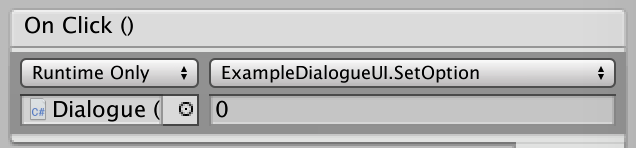 On Click ()
Runtime Only ExampleDialogueUI.SetOption
C# Dialogue ( 0